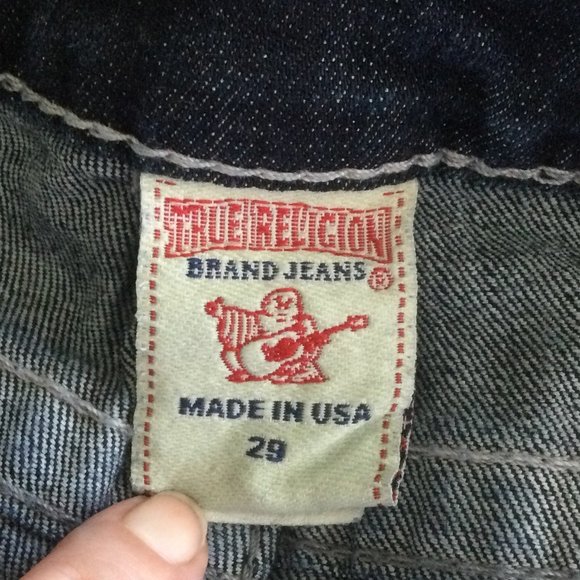 TRUE RELIGION
BRAND JEANS ®
MADE IN USA
29